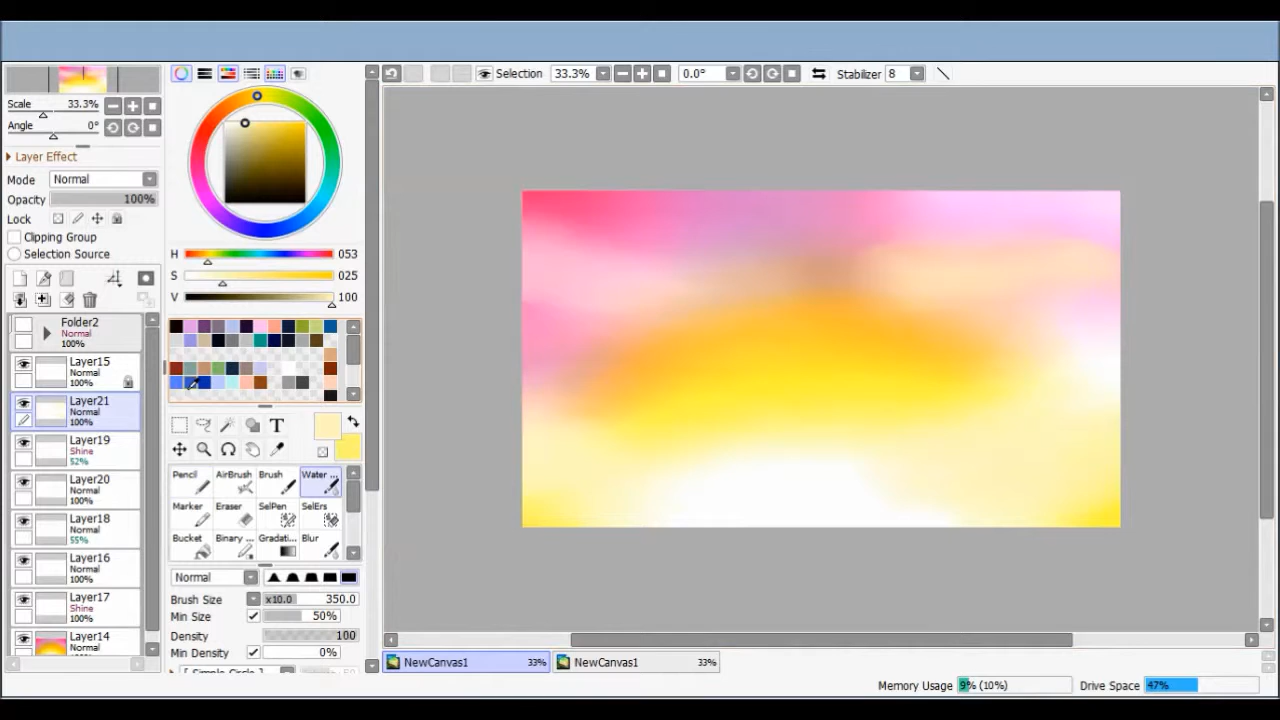 Selection 33.3% 0.0° Stabilizer 8
Scale 33.3%
Angle 0°
Layer Effect
Mode Normal
Opacity 100%
Lock
Clipping Group
Selection Source
Folder2
Normal
100%
Layer15
Normal
100%
Layer21
Normal
100%
Layer19
Shine
52%
Layer20
Normal
100%
Layer18
Normal
55%
Layer16
Normal
100%
Layer17
Shine
100%
Layer14
Normal
100%
H 053
S 025
V 100
T
Pencil AirBrush Brush Water ...
Marker Eraser SelPen SelErs
Bucket Binary ... Gradati... Blur
Normal
Brush Size x10.0 350.0
Min Size 50%
Density 100
Min Density 0%
[ Simple Circle ]
NewCanvas1 33% NewCanvas1 33%
Memory Usage 9% (10%) Drive Space 47%